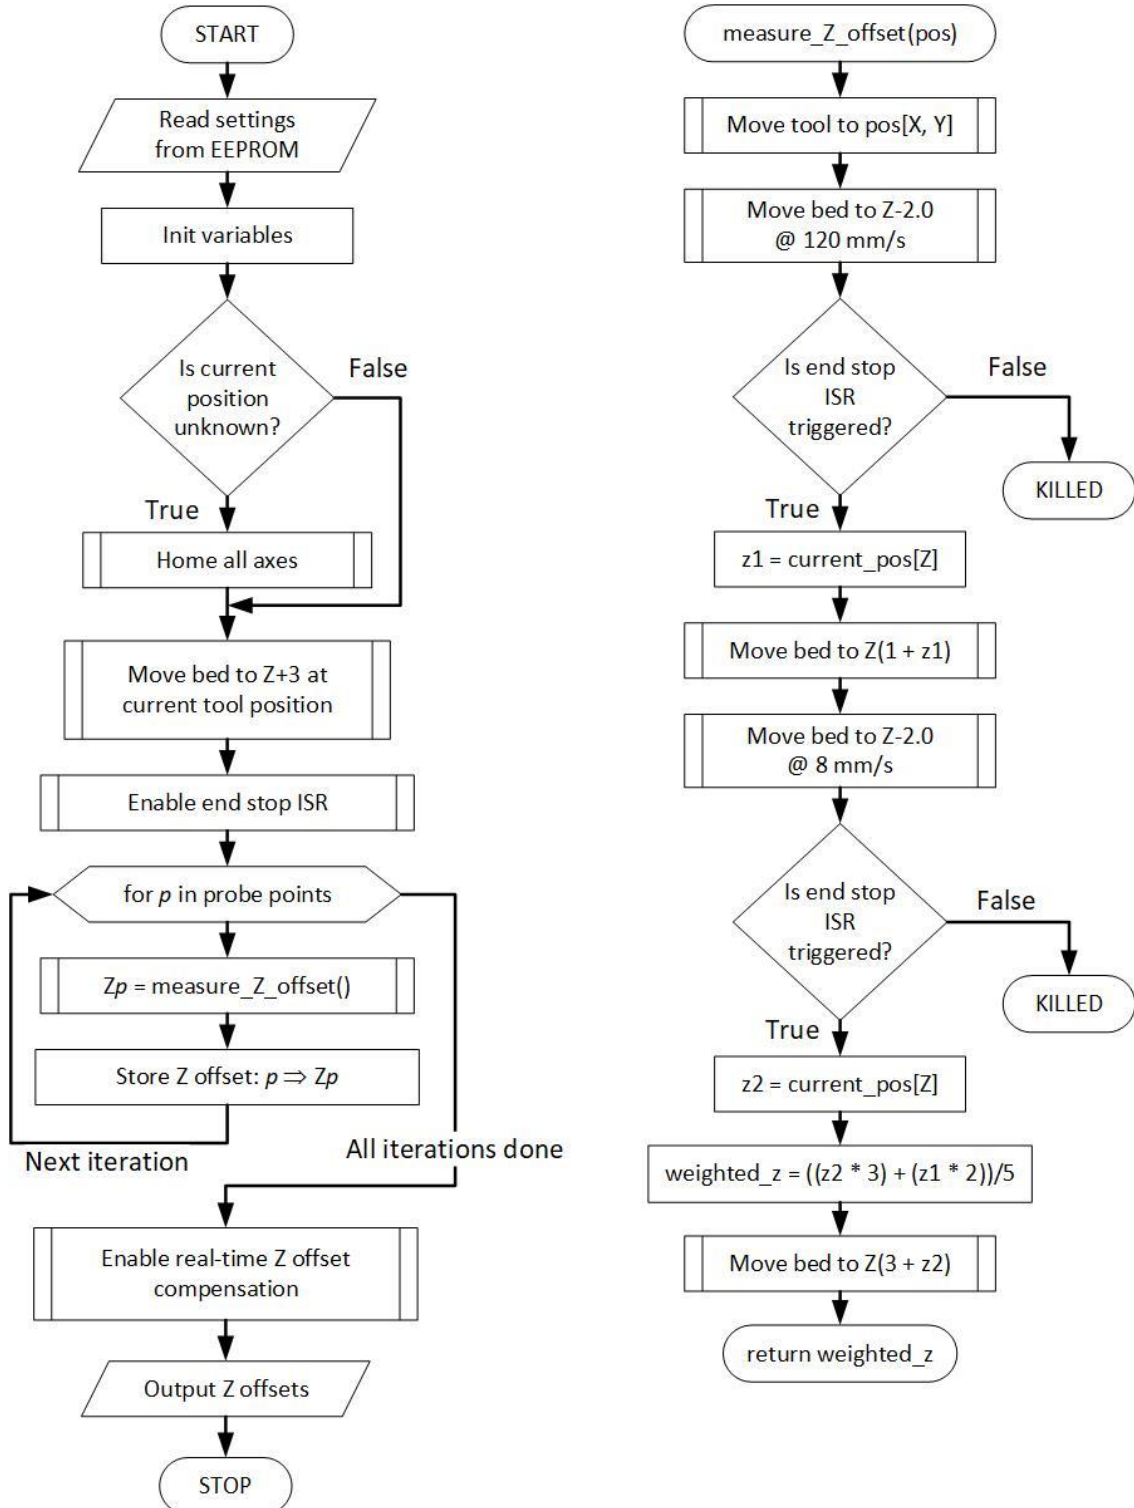 START
Read settings
from EEPROM
Init variables
Is current
position
unknown?
False
True
Home all axes
Move bed to Z+3 at
current tool position
Enable end stop ISR
for p in probe points
Zp = measure_Z_offset()
Store Z offset: p ⇒ Zp
Next iteration
All iterations done
Enable real-time Z offset
compensation
Output Z offsets
STOP
measure_Z_offset(pos)
Move tool to pos[X, Y]
Move bed to Z-2.0
@ 120 mm/s
Is end stop
ISR
triggered?
False
KILLED
True
z1 = current_pos[Z]
Move bed to Z(1 + z1)
Move bed to Z-2.0
@ 8 mm/s
Is end stop
ISR
triggered?
False
KILLED
True
z2 = current_pos[Z]
weighted_z = ((z2 * 3) + (z1 * 2))/5
Move bed to Z(3 + z2)
return weighted_z